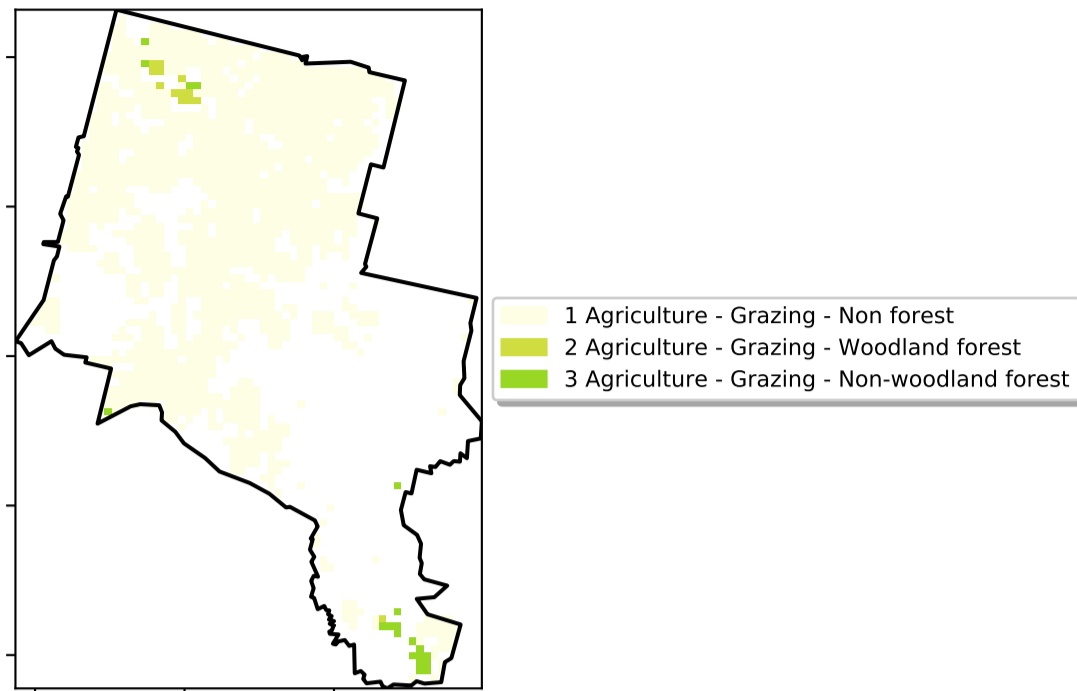 1 Agriculture - Grazing - Non forest
2 Agriculture - Grazing - Woodland forest
3 Agriculture - Grazing - Non-woodland forest